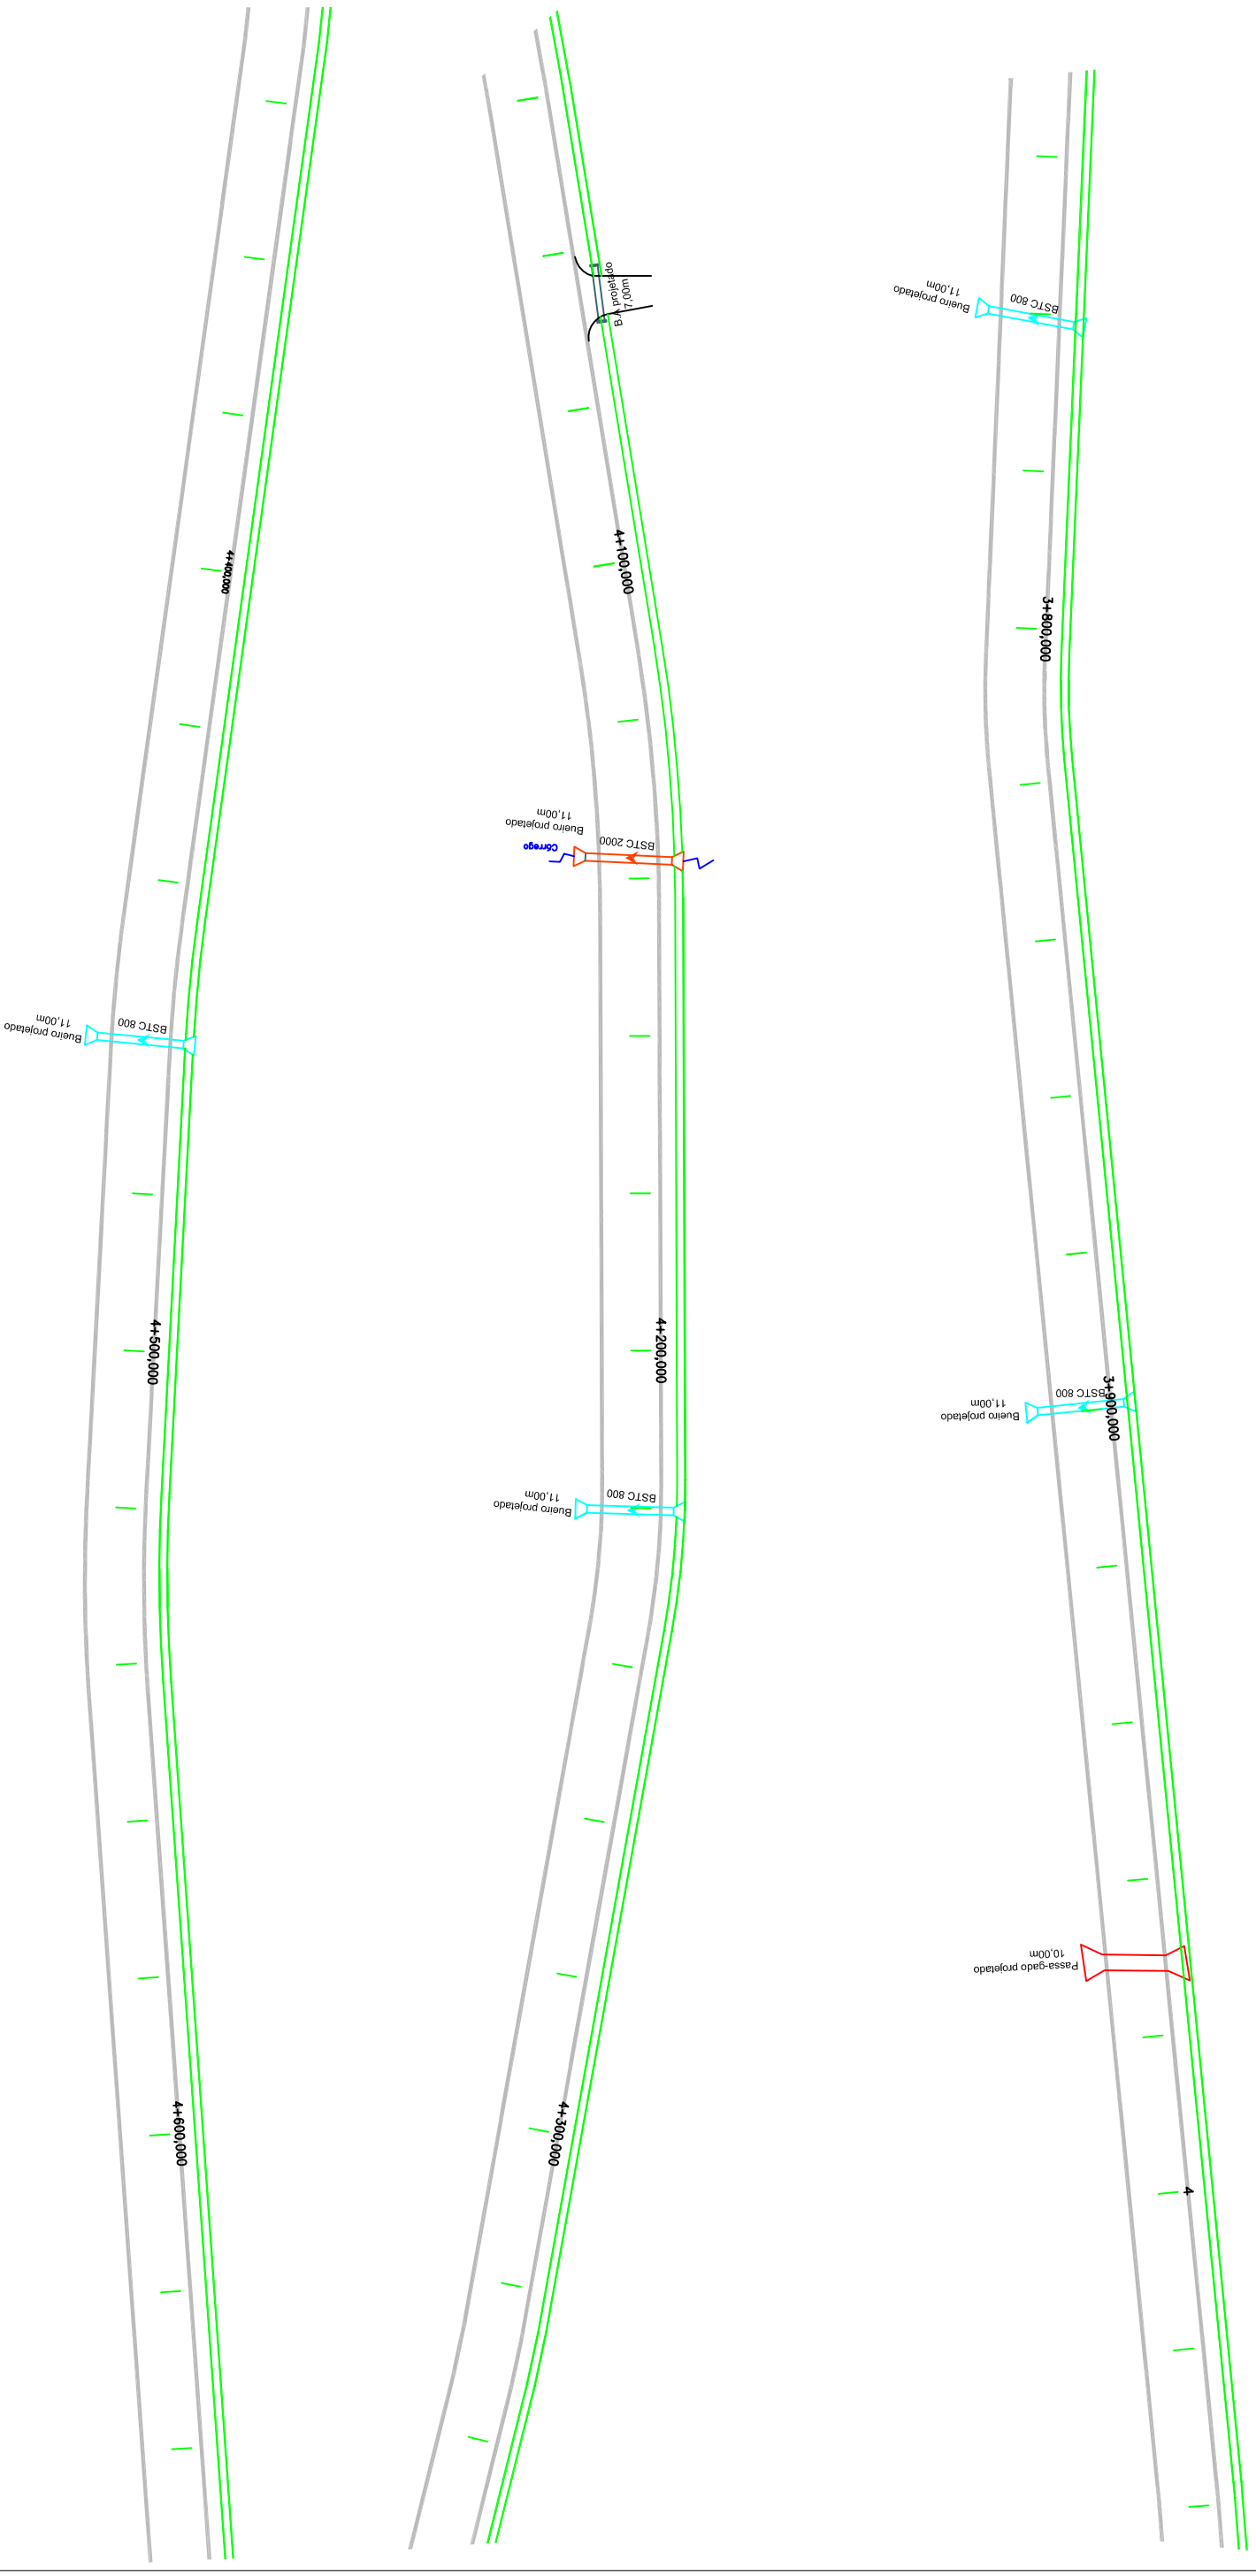 4+400,000
BSTC 800
Bueiro projetado
11,00m
4+500,000
4+600,000
projetado
7,00m
4+100,000
BSTC 2000
Bueiro projetado
11,00m
Córrego
4+200,000
BSTC 800
Bueiro projetado
11,00m
4+300,000
BSTC 800
Bueiro projetado
11,00m
3+800,000
BSTC 800
3+900,000
Bueiro projetado
11,00m
Passa-gado projetado
10,00m
4